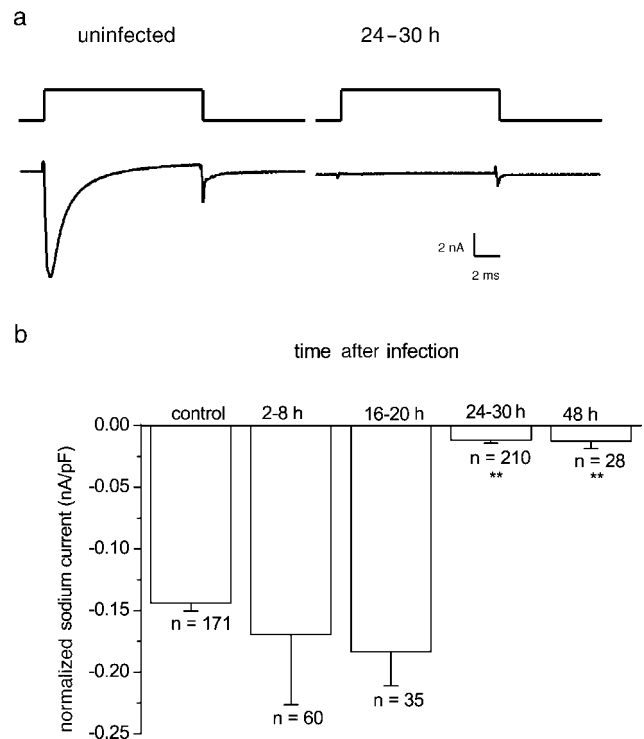 a
uninfected
24–30 h
2 nA
2 ms
b
time after infection
control
2-8 h
16-20 h
24-30 h
48 h
0.00
-0.05
-0.10
-0.15
-0.20
-0.25
normalized sodium current (nA/pF)
n = 171
n = 60
n = 35
n = 210
**
n = 28
**